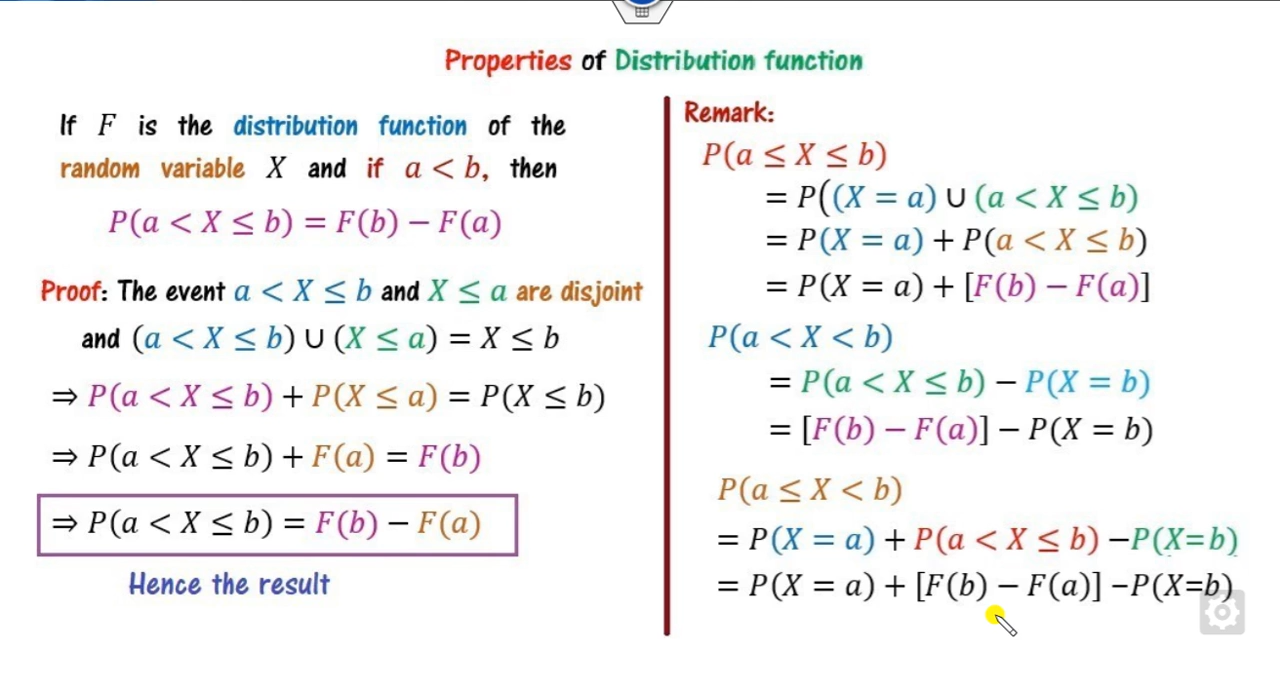 Properties of Distribution function
If F is the distribution function of the
random variable X and if a < b, then
P(a < X ≤ b) = F(b) − F(a)
Proof: The event a < X ≤ b and X ≤ a are disjoint
and (a < X ≤ b) ∪ (X ≤ a) = X ≤ b
⇒ P(a < X ≤ b) + P(X ≤ a) = P(X ≤ b)
⇒ P(a < X ≤ b) + F(a) = F(b)
⇒ P(a < X ≤ b) = F(b) − F(a)
Hence the result
Remark:
P(a ≤ X ≤ b)
= P((X = a) ∪ (a < X ≤ b)
= P(X = a) + P(a < X ≤ b)
= P(X = a) + [F(b) − F(a)]
P(a < X < b)
= P(a < X ≤ b) − P(X = b)
= [F(b) − F(a)] − P(X = b)
P(a ≤ X < b)
= P(X = a) + P(a < X ≤ b) −P(X=b)
= P(X = a) + [F(b) − F(a)] −P(X=b)